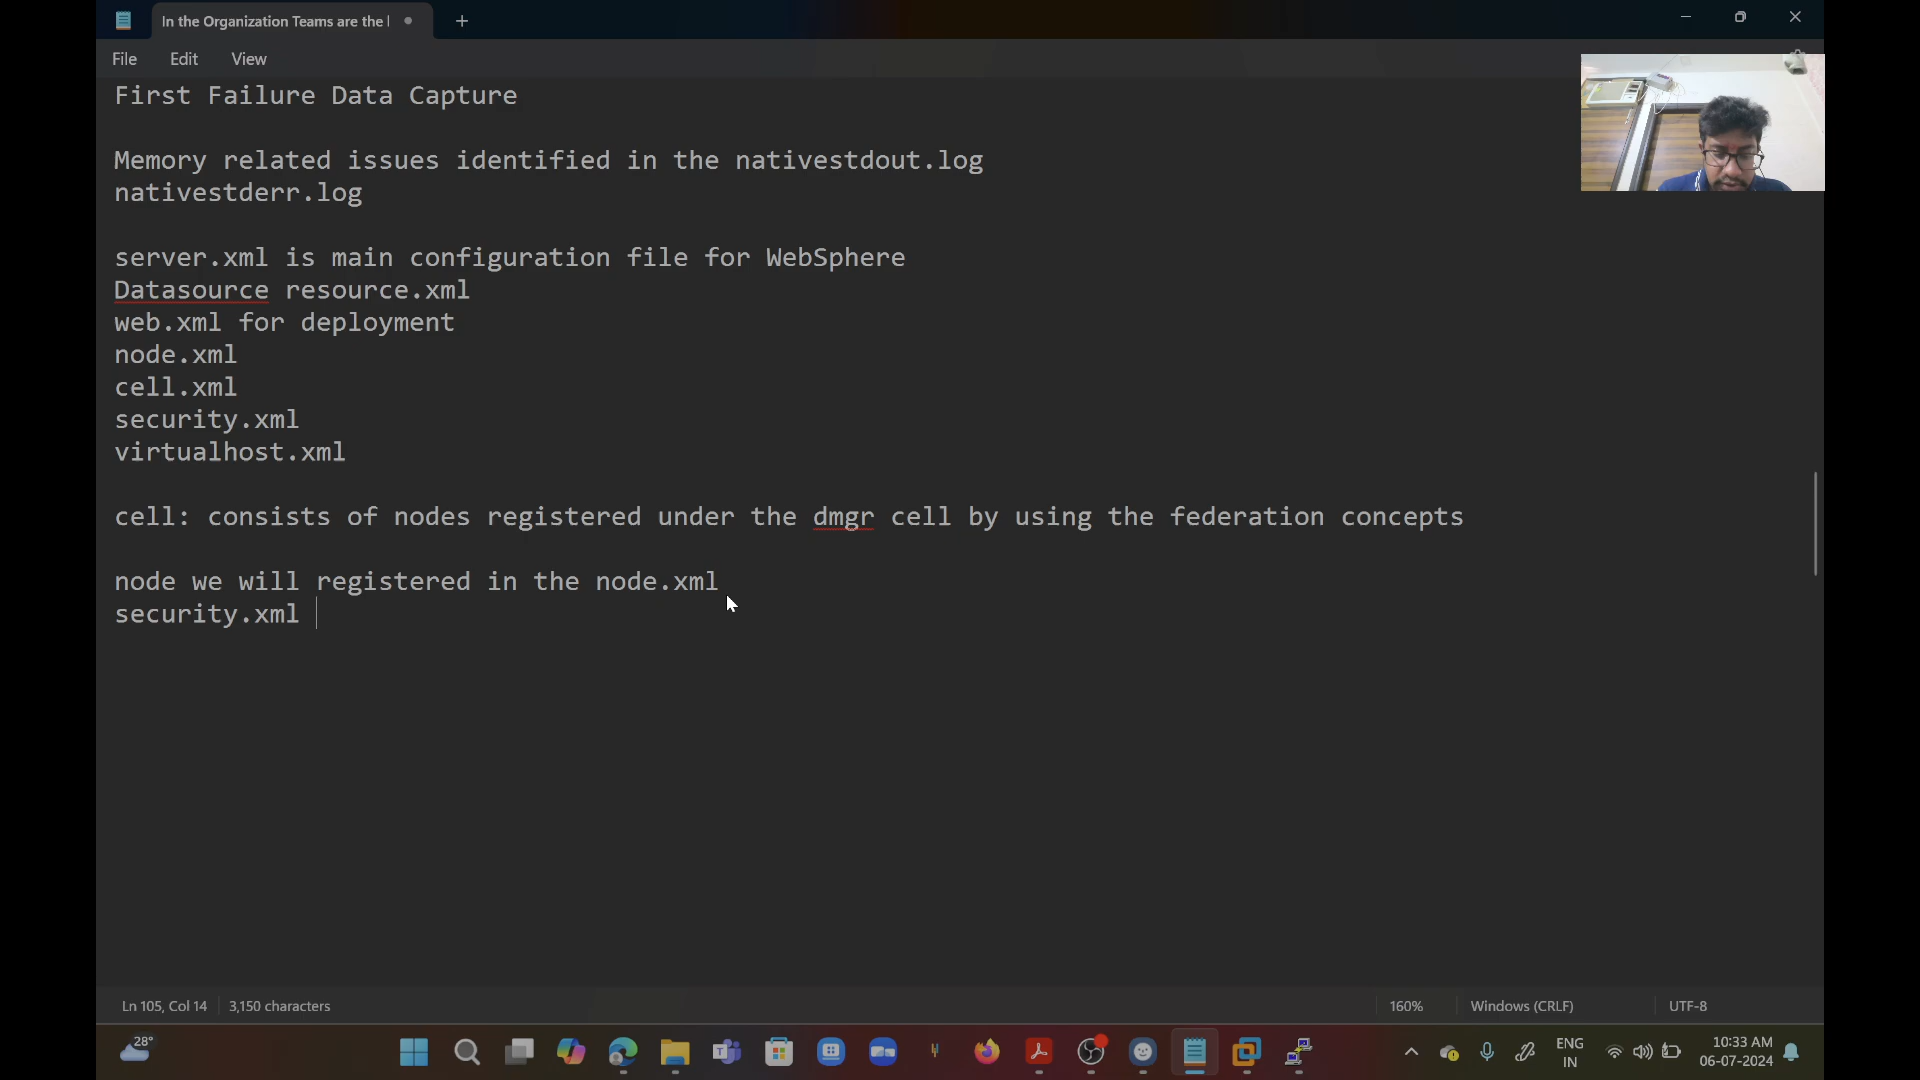 In the Organization Teams are the
File Edit View
First Failure Data Capture
Memory related issues identified in the nativestdout.log
nativestderr.log
server.xml is main configuration file for WebSphere
Datasource resource.xml
web.xml for deployment
node.xml
cell.xml
security.xml
virtualhost.xml
cell: consists of nodes registered under the dmgr cell by using the federation concepts
node we will registered in the node.xml
security.xml
Ln 105, Col 14 3,150 characters 160% Windows (CRLF) UTF-8
28°
ENG
IN
10:33 AM
06-07-2024